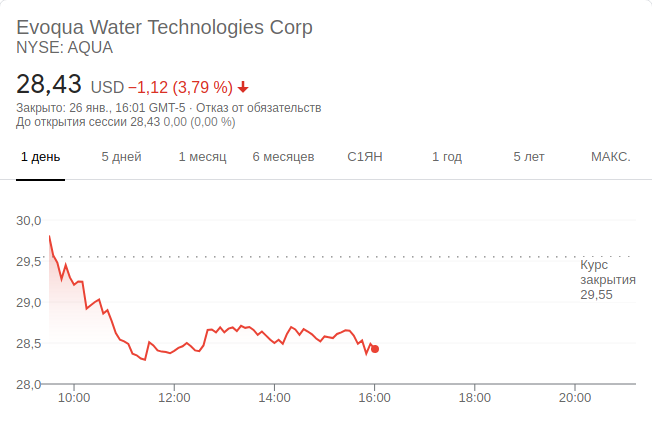 Evoqua Water Technologies Corp
NYSE: AQUA
28,43 USD −1,12 (3,79 %)
Закрыто: 26 янв., 16:01 GMT-5 · Отказ от обязательств
До открытия сессии 28,43 0,00 (0,00 %)
1 день 5 дней 1 месяц 6 месяцев С1ЯН 1 год 5 лет МАКС.
30,0
29,5
Курс
закрытия
29,55
29,0
28,5
28,0
10:00 12:00 14:00 16:00 18:00 20:00